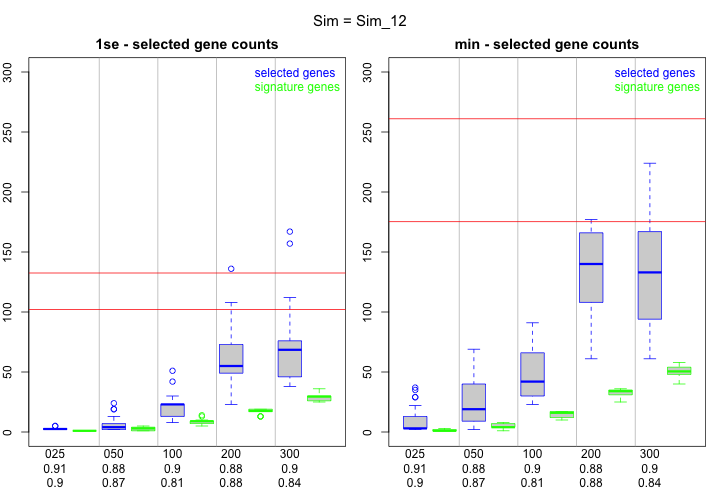 Sim = Sim_12
1se - selected gene counts
300
250
200
150
100
50
0
selected genes
signature genes
025 050 100 200 300
0.91 0.88 0.9 0.88 0.9
0.9 0.87 0.81 0.88 0.84
min - selected gene counts
300
250
200
150
100
50
0
selected genes
signature genes
025 050 100 200 300
0.91 0.88 0.9 0.88 0.9
0.9 0.87 0.81 0.88 0.84